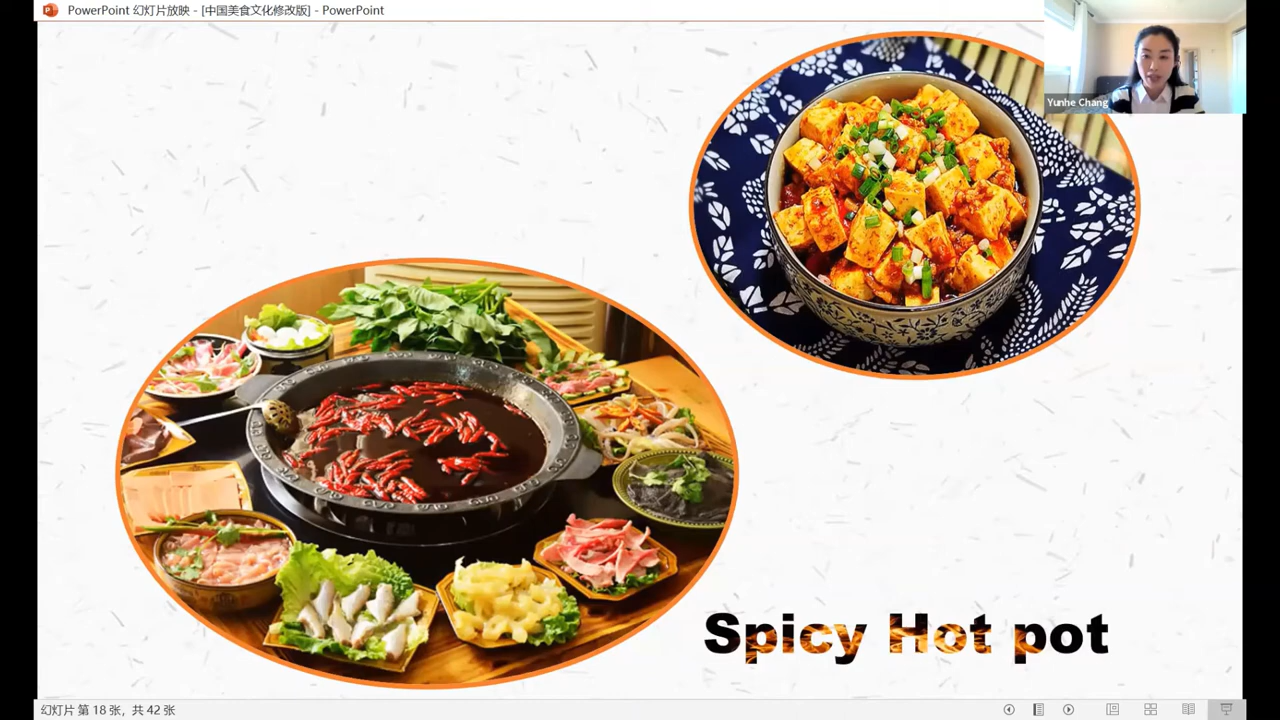 PowerPoint 幻灯片放映 - [中国美食文化修改版] - PowerPoint
Yunhe Chang
Spicy Hot pot
幻灯片 第 18 张，共 42 张